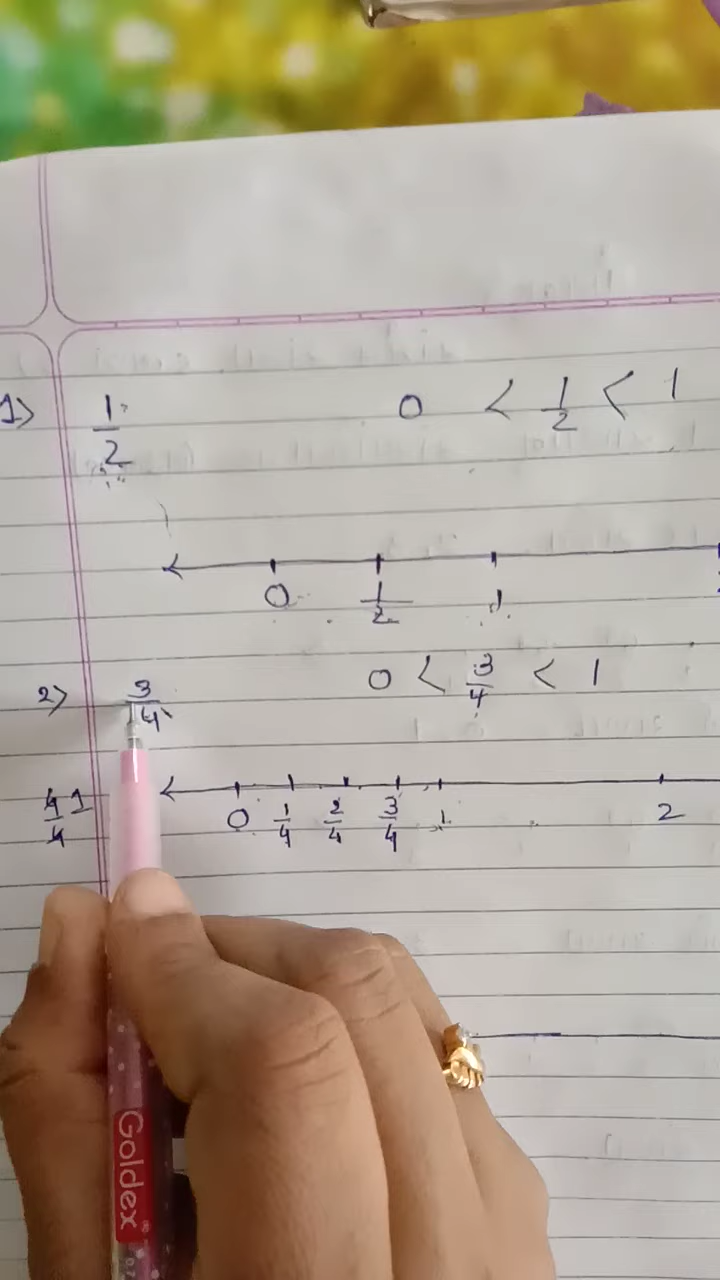 1> 1/2 0 < 1/2 < 1
0 1/2 1
2> 3/4 0 < 3/4 < 1
4/4 1 0 1/4 2/4 3/4 1 2
Goldex